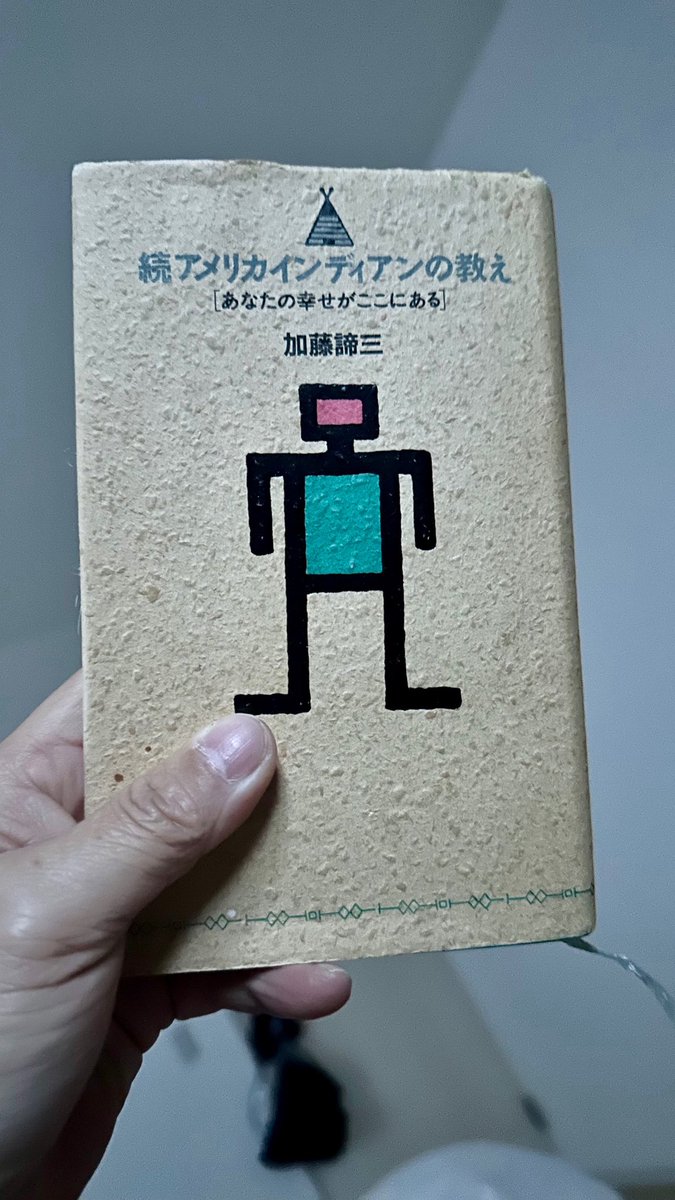 続アメリカインディアンの教え
[あなたの幸せがここにある]
加藤諦三